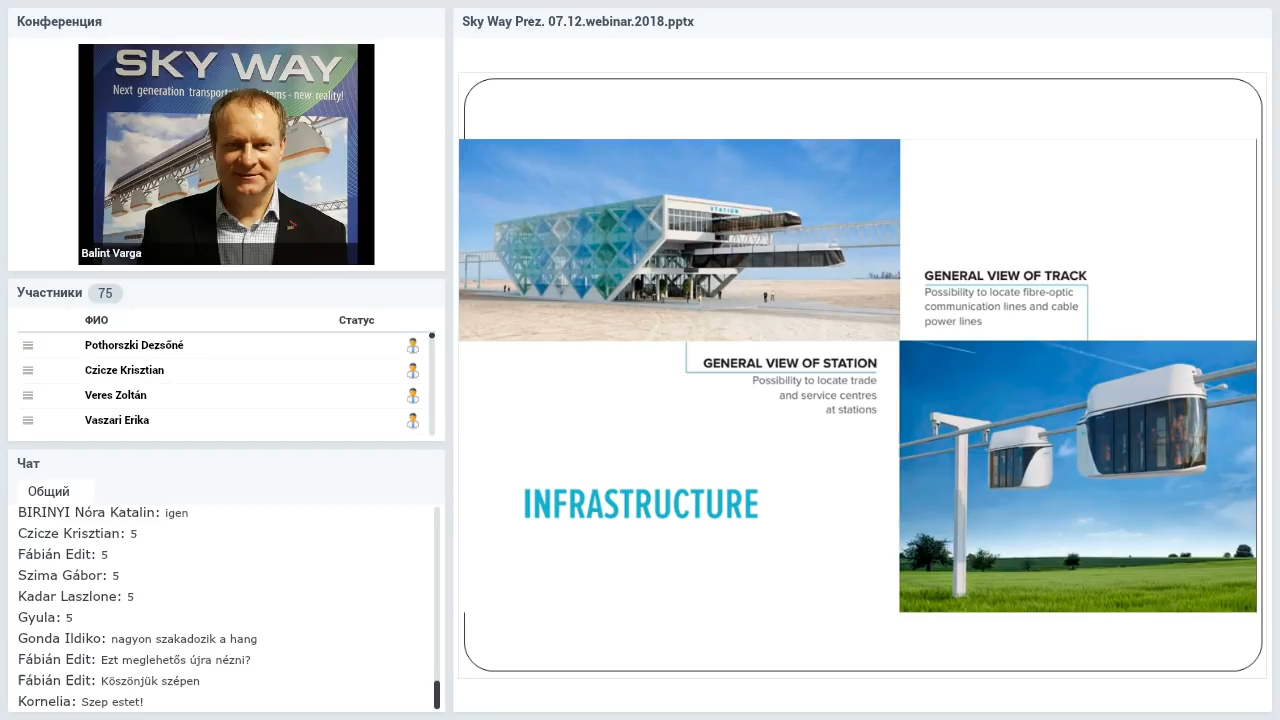 Конференция
SKY WAY
Next generation transport
ems - new reality!
Balint Varga
Участники 75
ФИО Статус
Pothorszki Dezsőné
Czicze Krisztian
Veres Zoltán
Vaszari Erika
Чат
Общий
BIRINYI Nóra Katalin: igen
Czicze Krisztian: 5
Fábián Edit: 5
Szima Gábor: 5
Kadar Laszlone: 5
Gyula: 5
Gonda Ildiko: nagyon szakadozik a hang
Fábián Edit: Ezt meglehetős újra nézni?
Fábián Edit: Köszönjük szépen
Kornelia: Szep estet!
Sky Way Prez. 07.12.webinar.2018.pptx
STATION
GENERAL VIEW OF TRACK
Possibility to locate fibre-optic
communication lines and cable
power lines
GENERAL VIEW OF STATION
Possibility to locate trade
and service centres
at stations
INFRASTRUCTURE